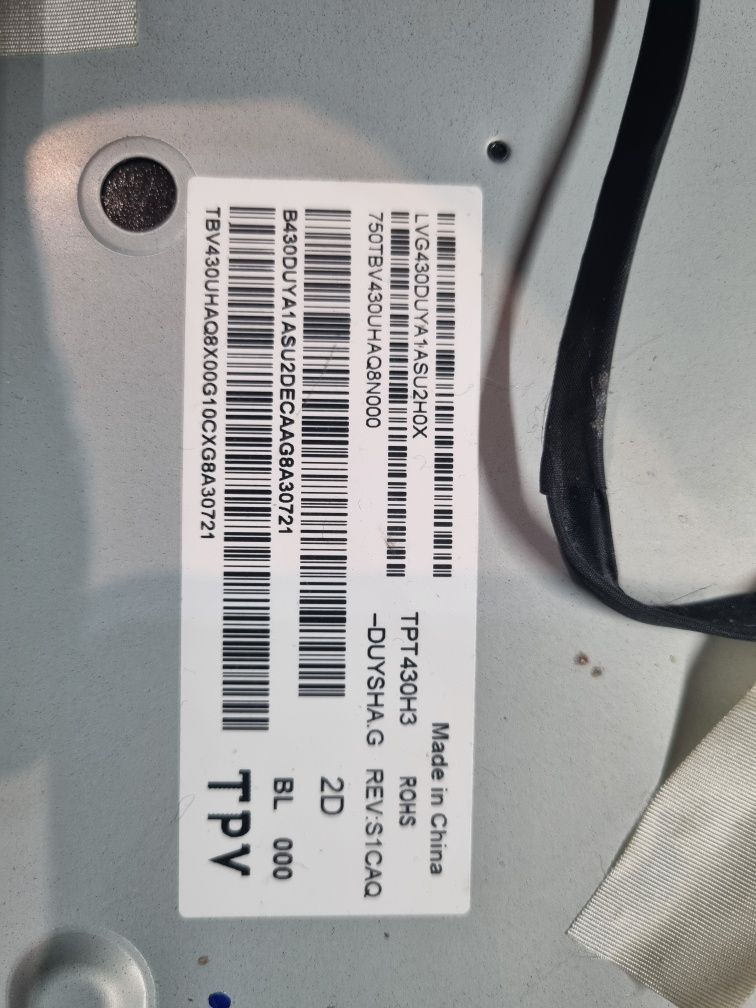 Made in China
LVG430DUYA1ASU2H0X TPT430H3 ROHS
750TBV430UHAQ8N000 -DUYSHA.G REV:S1CAQ
2D
B430DUYA1ASU2DECAAG8A30721 BL 000
TBV430UHAQ8X00G10CXG8A30721 TPV